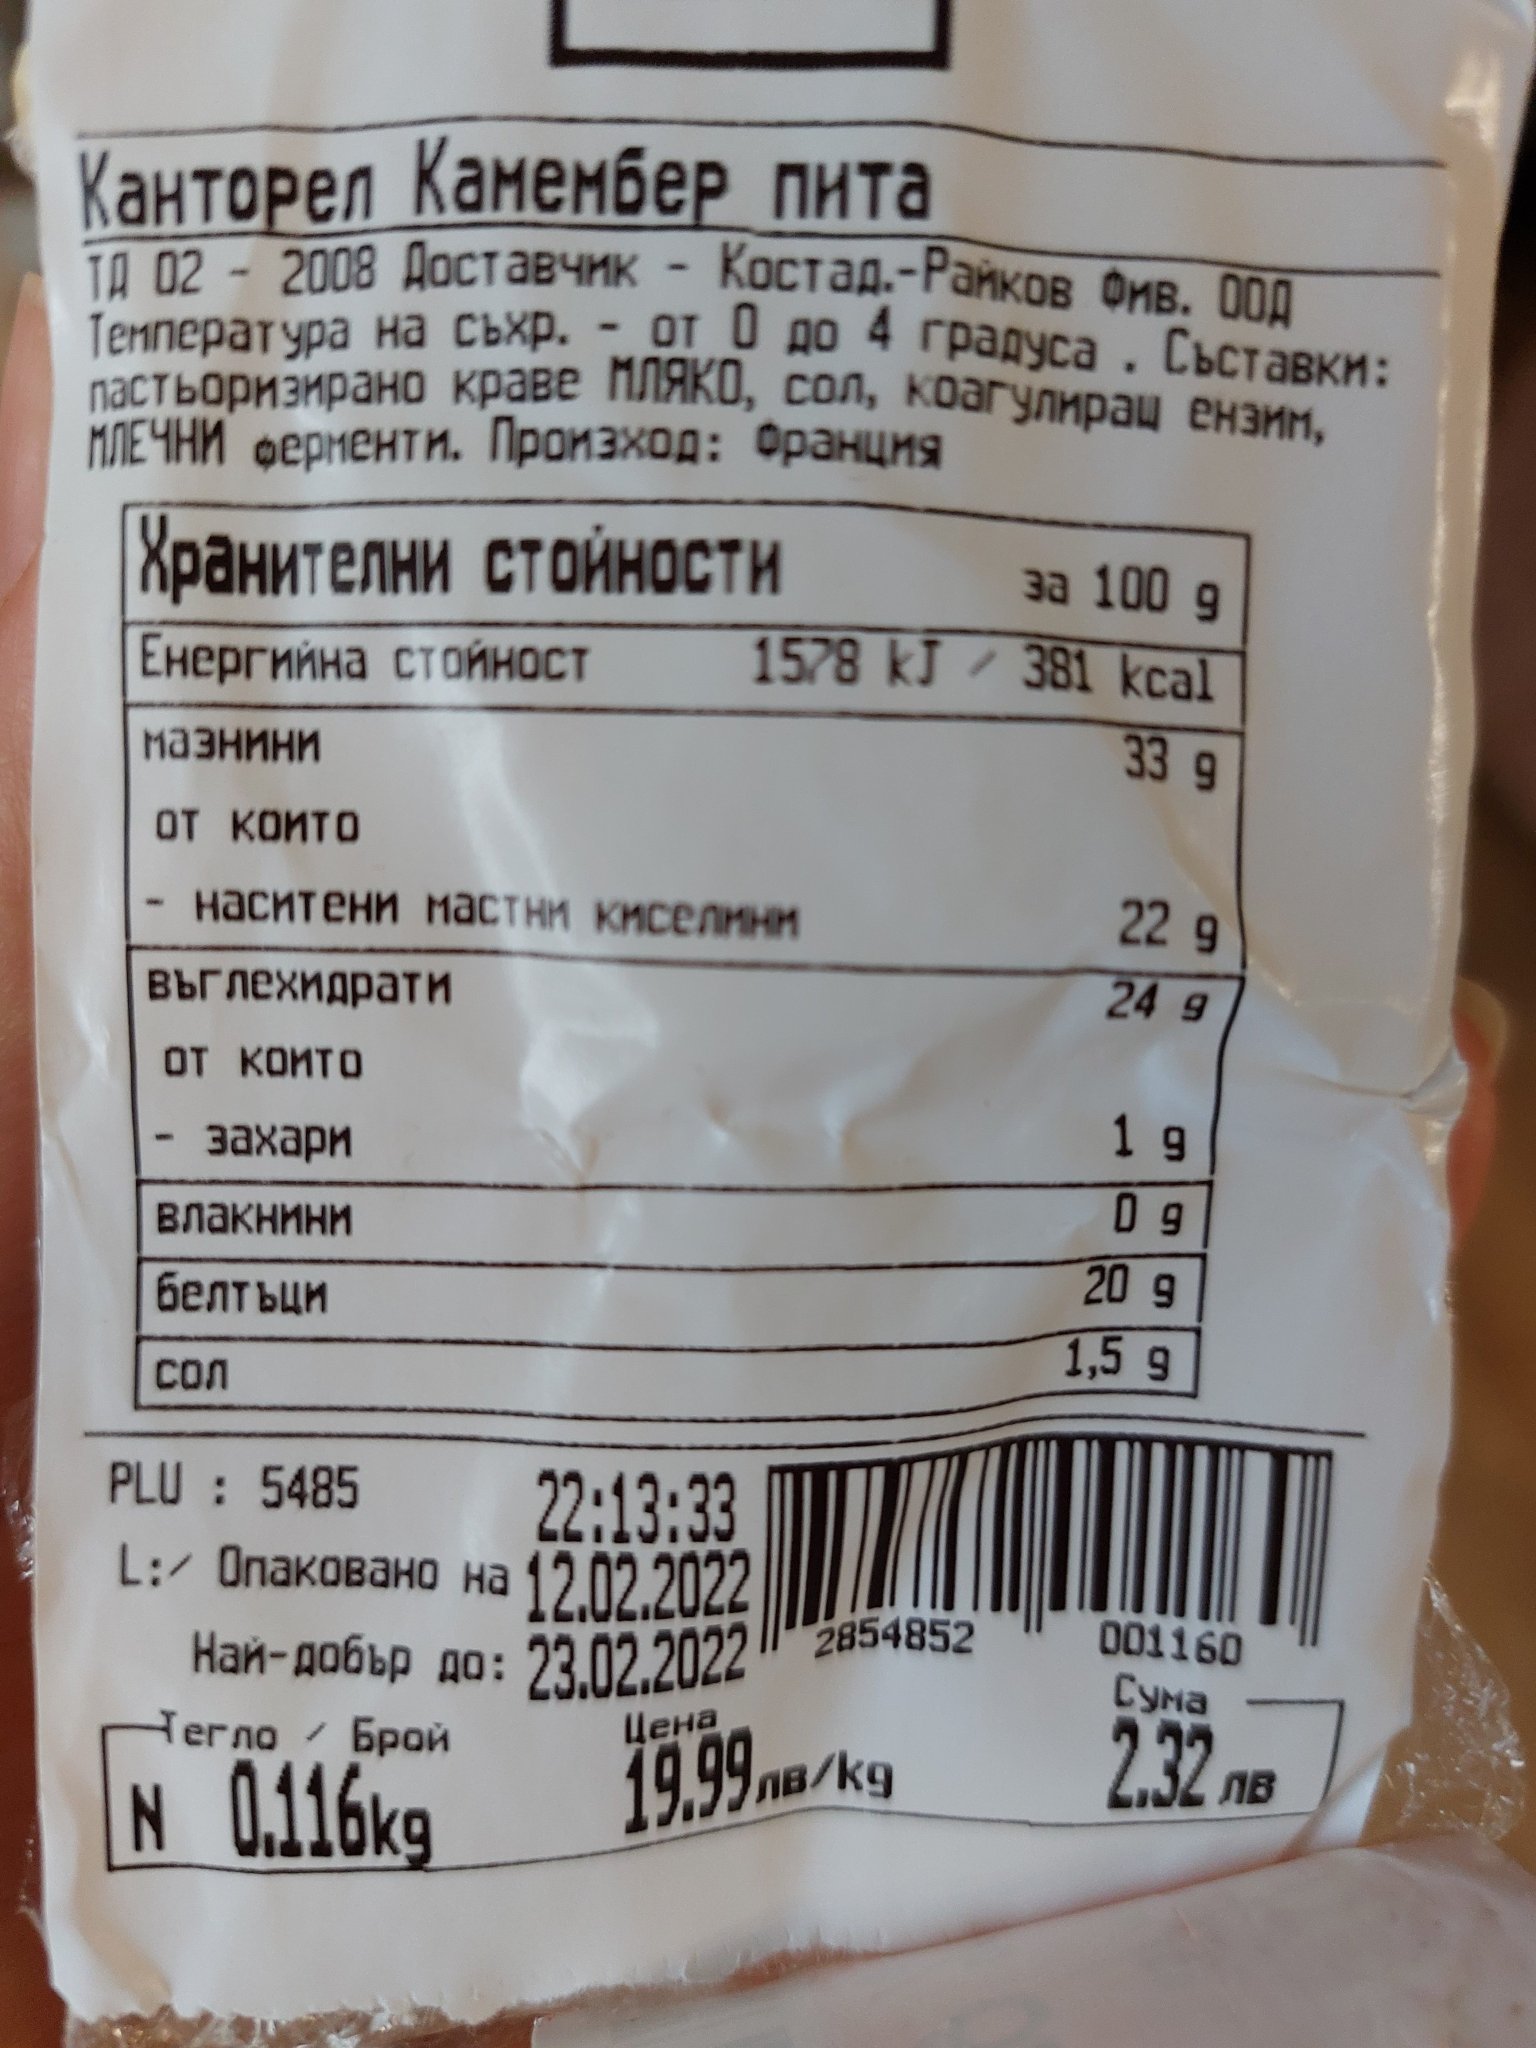 Канторел Камембер пита
ТД 02 - 2008 Доставчик - Костад.-Райков Фив. ООД
Температура на съхр. - от 0 до 4 градуса . Съставки:
пастьоризирано краве МЛЯКО, сол, коагулиращ ензим,
МЛЕЧНИ ферменти. Произход: Франция
Хранителни стойности за 100 g
Енергийна стойност 1578 kJ / 381 kcal
мазнини 33 g
от които
- наситени мастни киселини 22 g
въглехидрати 24 g
от които
- захари 1 g
влакнини 0 g
белтъци 20 g
сол 1,5 g
PLU : 5485 22:13:33
L:/ Опаковано на 12.02.2022
Най-добър до: 23.02.2022
2854852 001160
Тегло / Брой Цена Сума
N 0.116kg 19.99лв/kg 2.32 лв